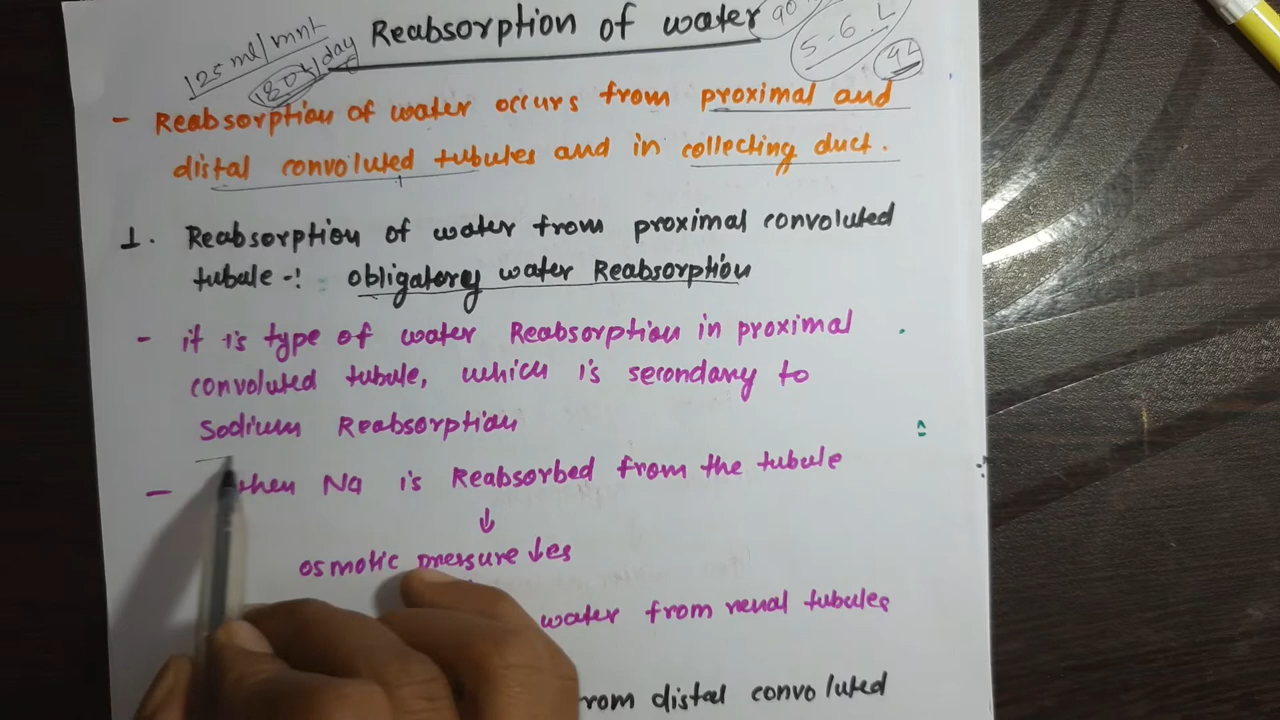 Reabsorption of water
125 ml/mnt
180 L/day
90
5-6 L
- Reabsorption of water occurs from proximal and
distal convoluted tubules and in collecting duct.
1. Reabsorption of water from proximal convoluted
tubule -: obligatory water Reabsorption
- it is type of water Reabsorption in proximal
convoluted tubule, which is secondary to
Sodium Reabsorption
- when Na is Reabsorbed from the tubule
↓
osmotic pressure ↓es
water from renal tubules
from distal convoluted